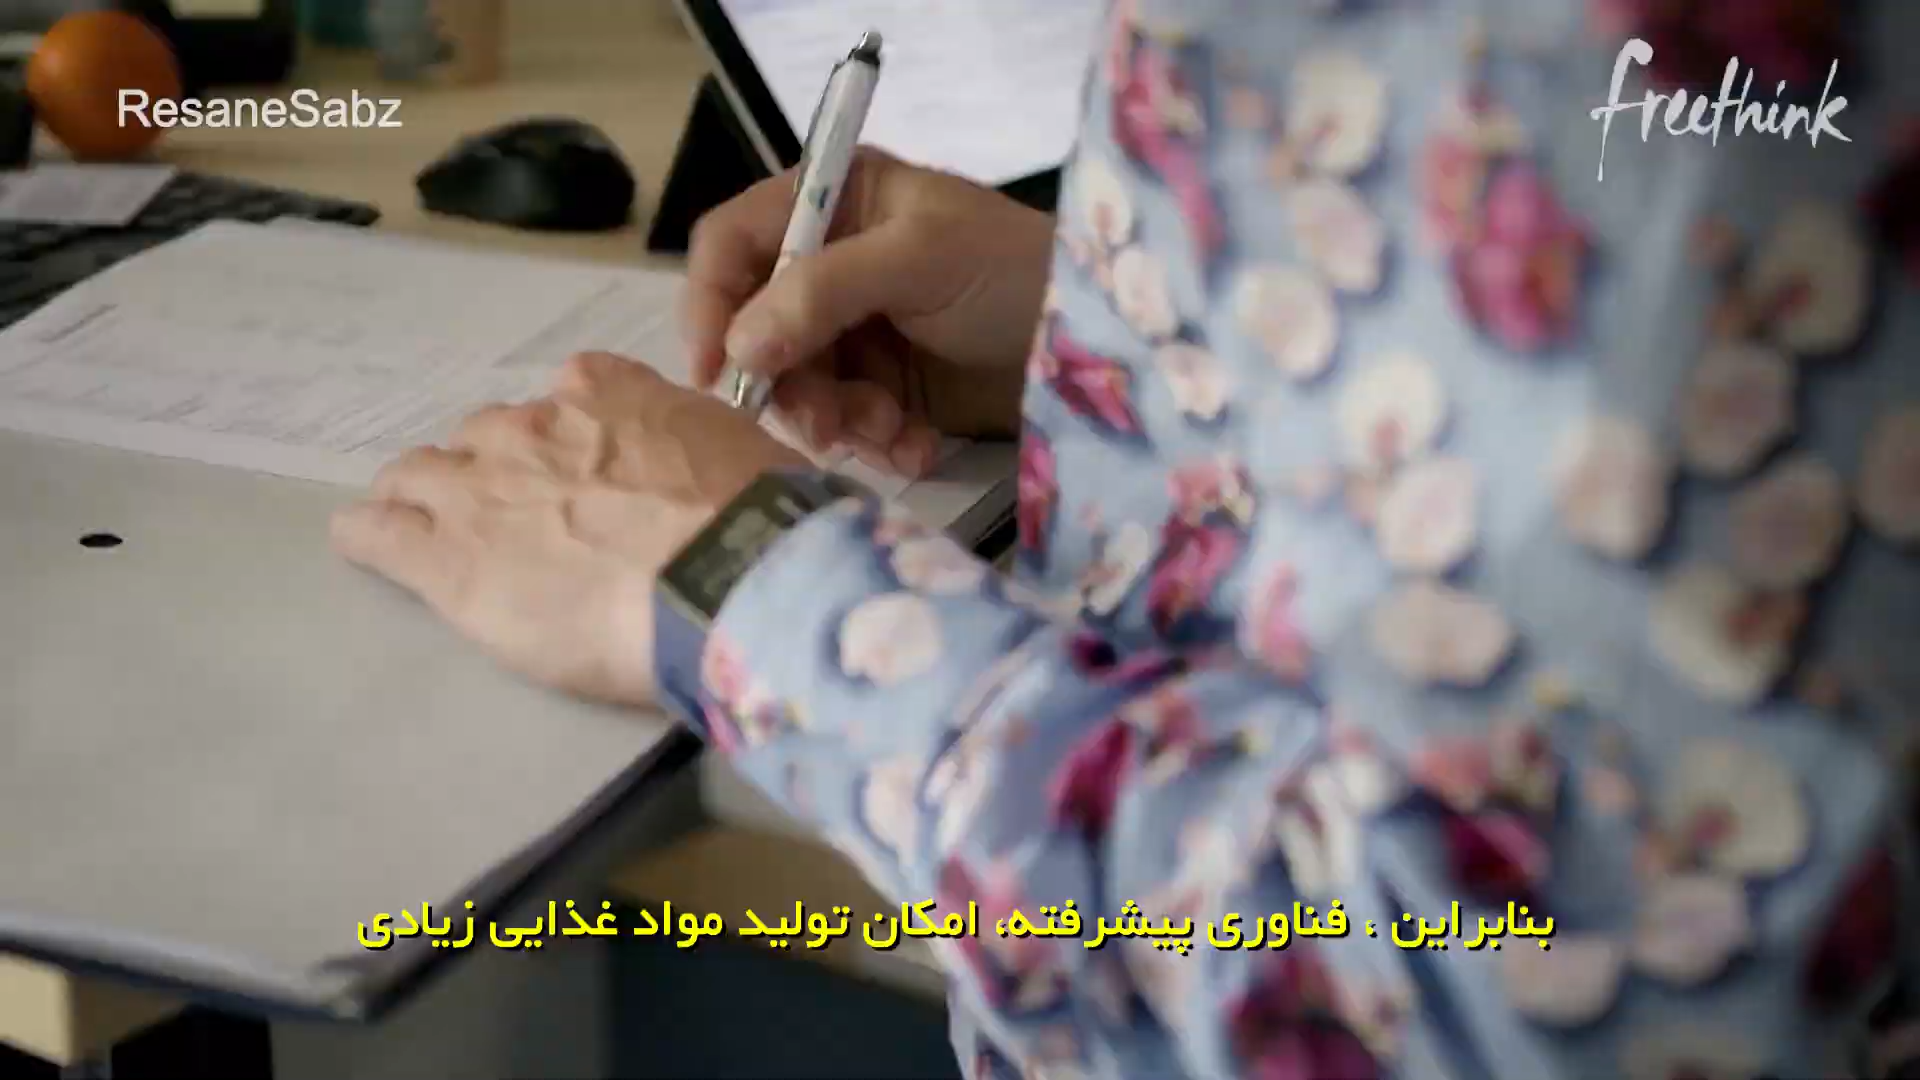 ResaneSabz
freethink
بنابراین ، فناوری پیشرفته، امکان تولید مواد غذایی زیادی